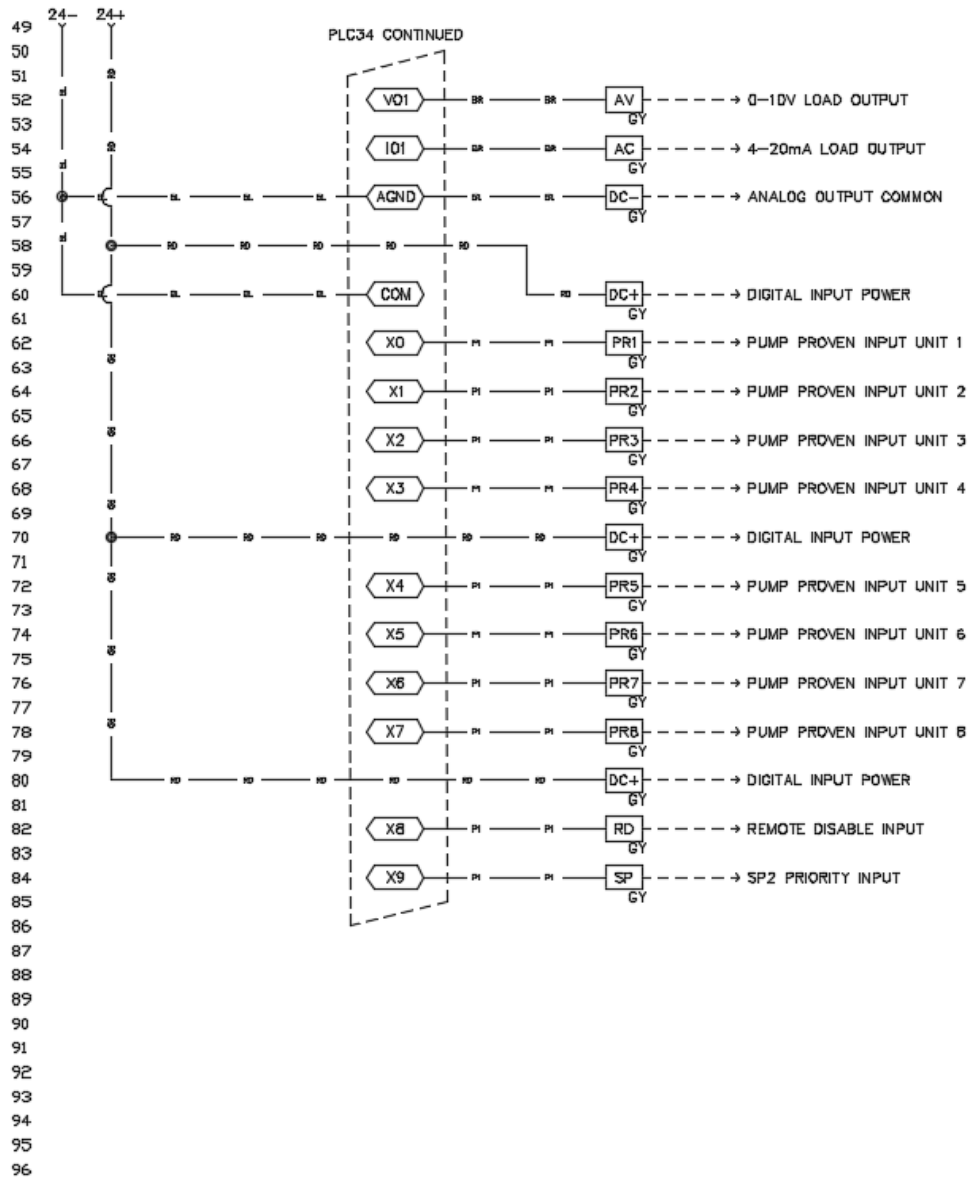 24- 24+
49
PLC34 CONTINUED
50
51
52 VO1 BR BR AV 0-10V LOAD OUTPUT
GY
53
54 IO1 BR BR AC 4-20mA LOAD OUTPUT
GY
55
56 BL BL BL AGND DC- ANALOG OUTPUT COMMON
GY
57
58 RD RD RD RD RD
59
60 BL BL COM RD DC+ DIGITAL INPUT POWER
GY
61
62 X0 PR1 PUMP PROVEN INPUT UNIT 1
GY
63
64 X1 PI PI PR2 PUMP PROVEN INPUT UNIT 2
GY
65
66 X2 PI PI PR3 PUMP PROVEN INPUT UNIT 3
GY
67
68 X3 PR4 PUMP PROVEN INPUT UNIT 4
GY
69
70 RD RD RD RD RD RD DC+ DIGITAL INPUT POWER
GY
71
72 X4 PI PI PR5 PUMP PROVEN INPUT UNIT 5
GY
73
74 X5 PR6 PUMP PROVEN INPUT UNIT 6
GY
75
76 X6 PI PI PR7 PUMP PROVEN INPUT UNIT 7
GY
77
78 X7 PI PI PR8 PUMP PROVEN INPUT UNIT 8
GY
79
80 RD RD RD RD RD RD DC+ DIGITAL INPUT POWER
GY
81
82 X8 PI PI RD REMOTE DISABLE INPUT
GY
83
84 X9 PI PI SP SP2 PRIORITY INPUT
GY
85
86
87
88
89
90
91
92
93
94
95
96